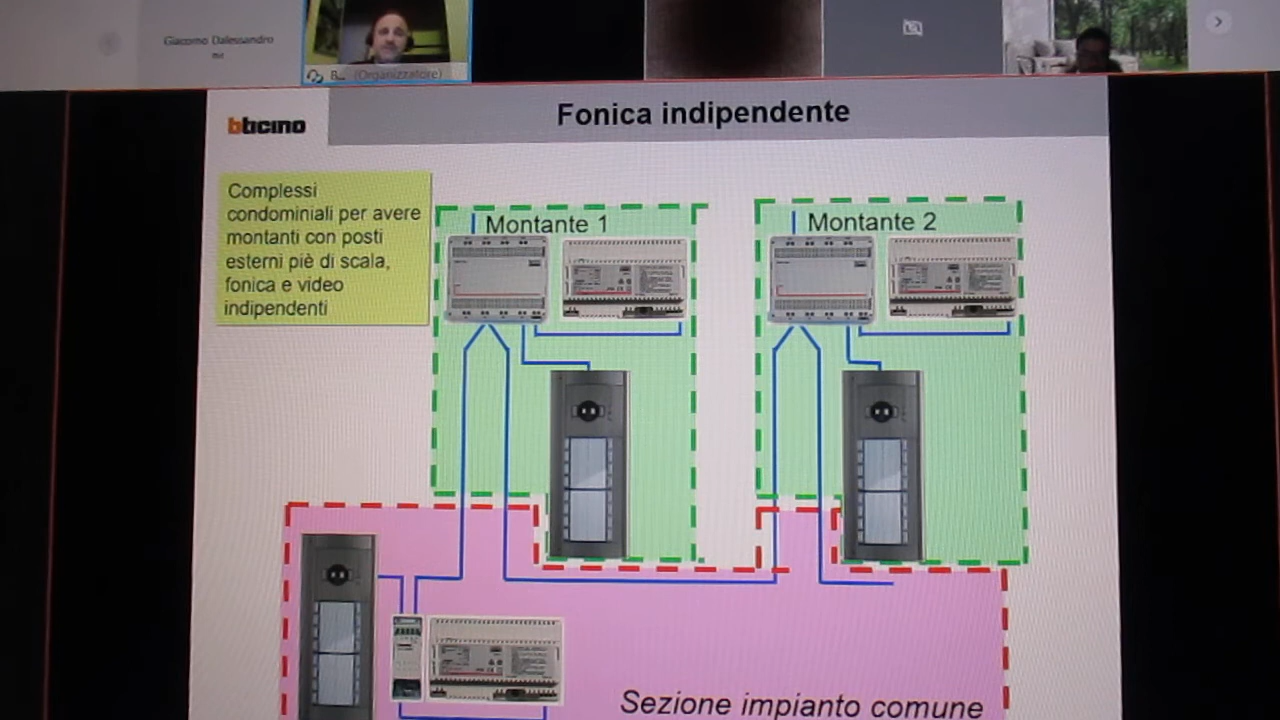 Giacomo Dalessandro
B... (Organizzatore)
bticino
Fonica indipendente
Complessi
condominiali per avere
montanti con posti
esterni piè di scala,
fonica e video
indipendenti
Montante 1
Montante 2
Sezione impianto comune